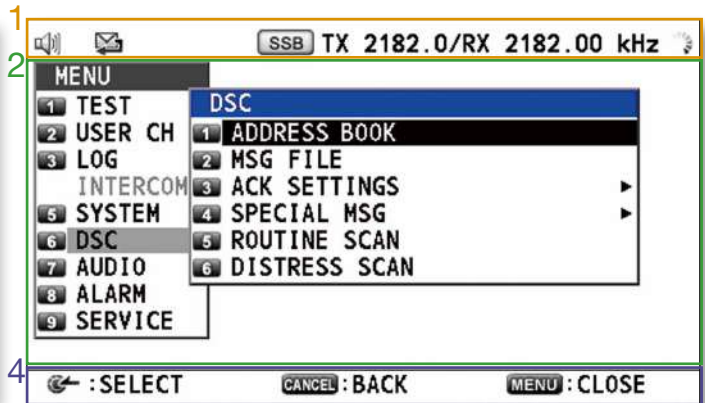 1
SSB TX 2182.0/RX 2182.00 kHz
2
MENU
1 TEST
2 USER CH
3 LOG
INTERCOM
5 SYSTEM
6 DSC
7 AUDIO
8 ALARM
9 SERVICE
DSC
1 ADDRESS BOOK
2 MSG FILE
3 ACK SETTINGS
4 SPECIAL MSG
5 ROUTINE SCAN
6 DISTRESS SCAN
4
:SELECT CANCEL:BACK MENU:CLOSE